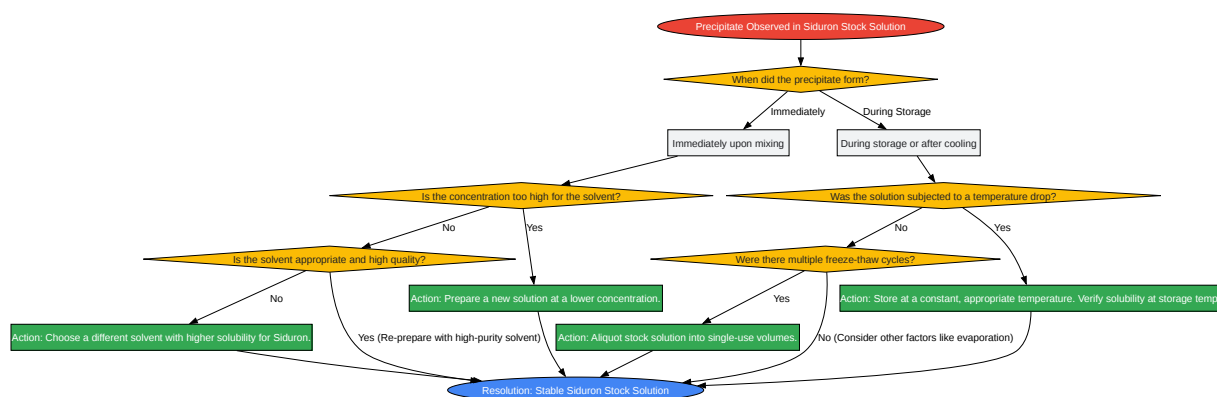 Precipitate Observed in Siduron Stock Solution
When did the precipitate form?
Immediately
During Storage
Immediately upon mixing
During storage or after cooling
Is the concentration too high for the solvent?
Was the solution subjected to a temperature drop?
No
Yes
No
Yes
Is the solvent appropriate and high quality?
Were there multiple freeze-thaw cycles?
No
Action: Prepare a new solution at a lower concentration.
Yes
Action: Store at a constant, appropriate temperature. Verify solubility at storage temp
Action: Choose a different solvent with higher solubility for Siduron.
Yes (Re-prepare with high-purity solvent)
Action: Aliquot stock solution into single-use volumes.
No (Consider other factors like evaporation)
Resolution: Stable Siduron Stock Solution